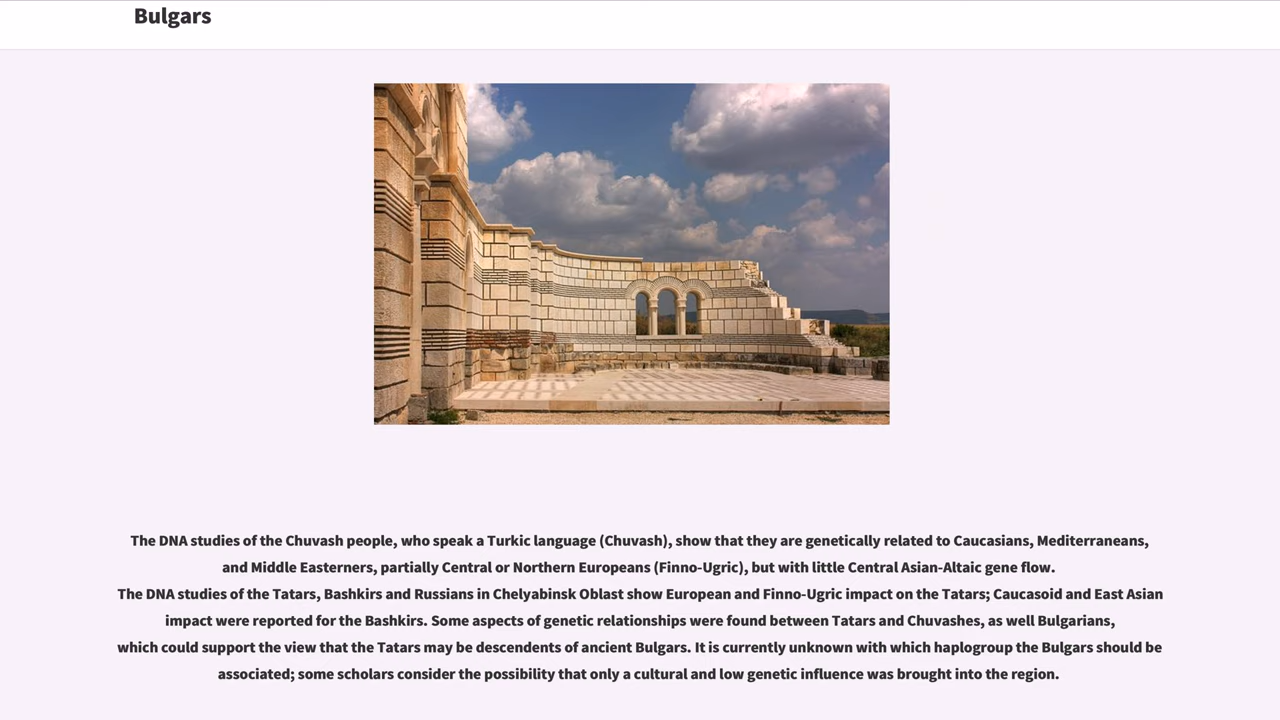 Bulgars
The DNA studies of the Chuvash people, who speak a Turkic language (Chuvash), show that they are genetically related to Caucasians, Mediterraneans,
and Middle Easterners, partially Central or Northern Europeans (Finno-Ugric), but with little Central Asian-Altaic gene flow.
The DNA studies of the Tatars, Bashkirs and Russians in Chelyabinsk Oblast show European and Finno-Ugric impact on the Tatars; Caucasoid and East Asian
impact were reported for the Bashkirs. Some aspects of genetic relationships were found between Tatars and Chuvashes, as well Bulgarians,
which could support the view that the Tatars may be descendents of ancient Bulgars. It is currently unknown with which haplogroup the Bulgars should be
associated; some scholars consider the possibility that only a cultural and low genetic influence was brought into the region.